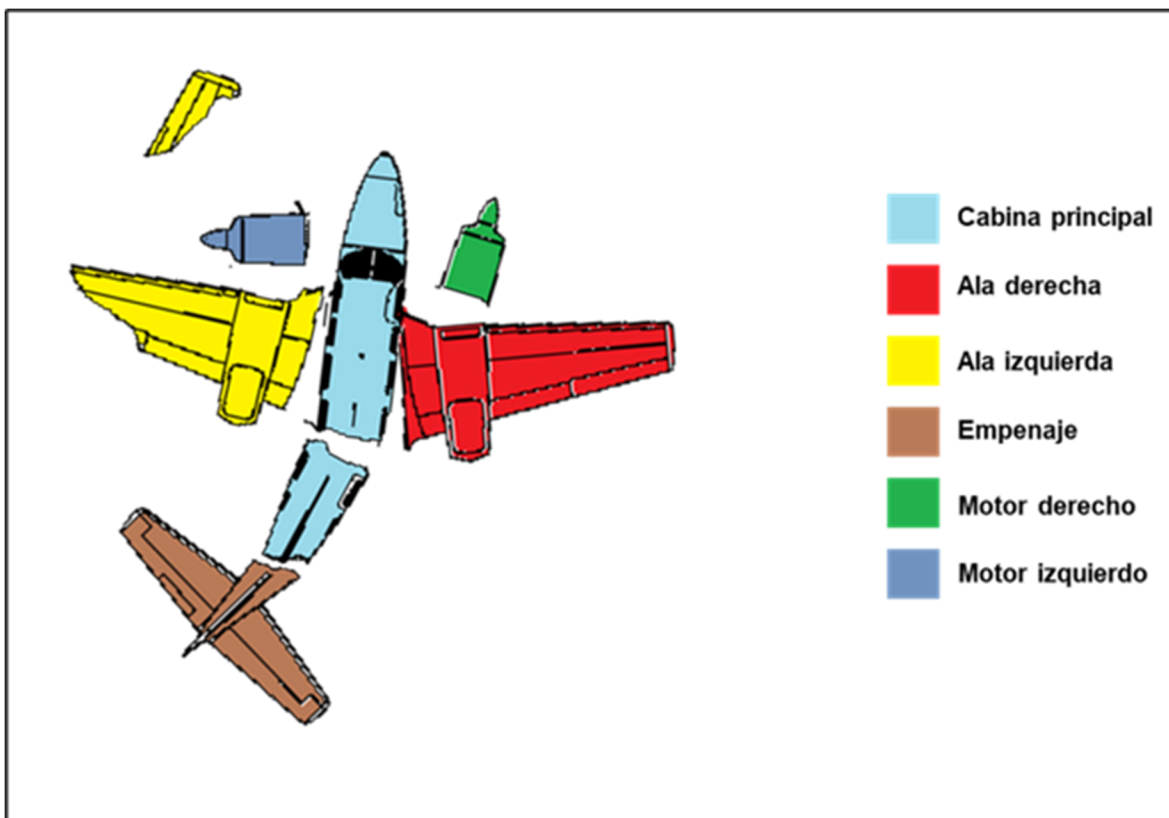 Cabina principal
Ala derecha
Ala izquierda
Empenaje
Motor derecho
Motor izquierdo